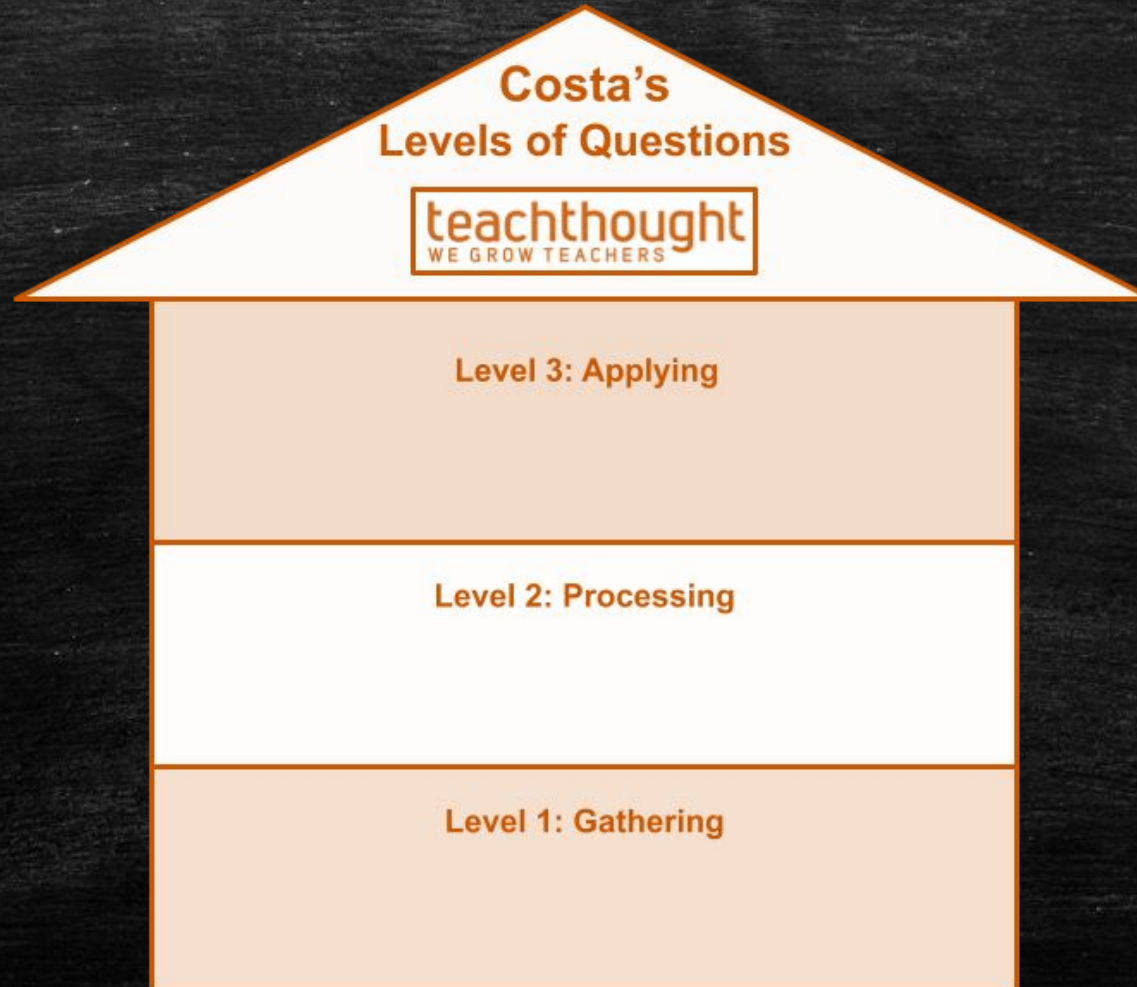 Costa's
Levels of Questions
teachthought
WE GROW TEACHERS
Level 3: Applying
Level 2: Processing
Level 1: Gathering